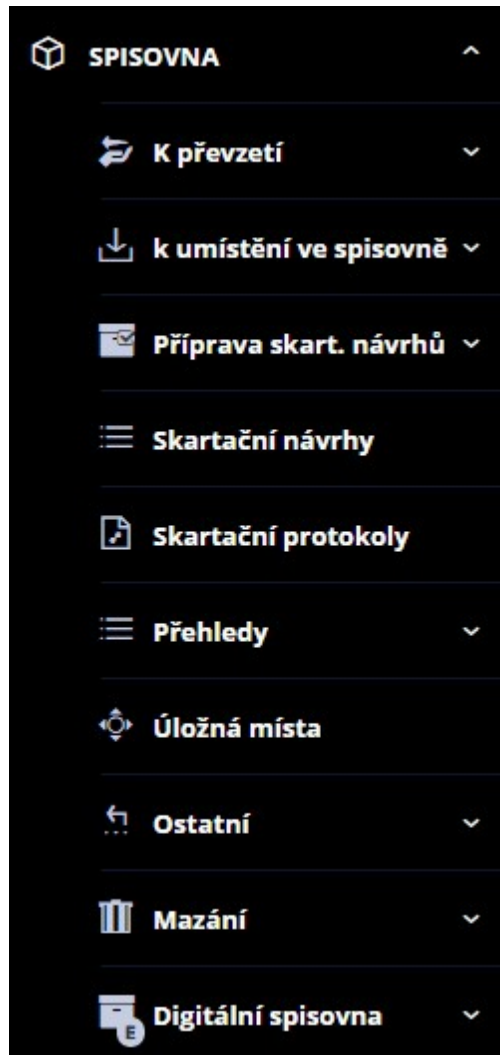 SPISOVNA
K převzetí
k umístění ve spisovně
Příprava skart. návrhů
Skartační návrhy
Skartační protokoly
Přehledy
Úložná místa
Ostatní
Mazání
Digitální spisovna
E